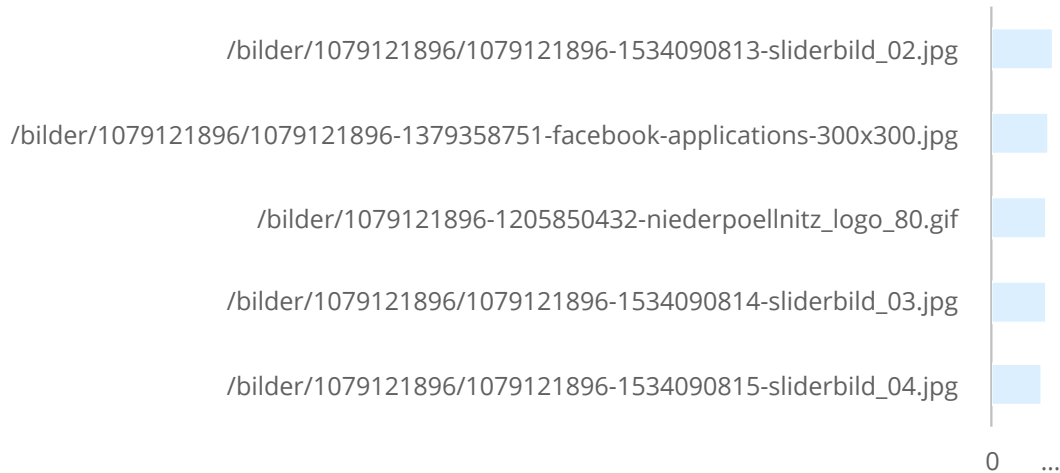 /bilder/1079121896/1079121896-1534090813-sliderbild_02.jpg
/bilder/1079121896/1079121896-1379358751-facebook-applications-300x300.jpg
/bilder/1079121896-1205850432-niederpoellnitz_logo_80.gif
/bilder/1079121896/1079121896-1534090814-sliderbild_03.jpg
/bilder/1079121896/1079121896-1534090815-sliderbild_04.jpg
0 ...